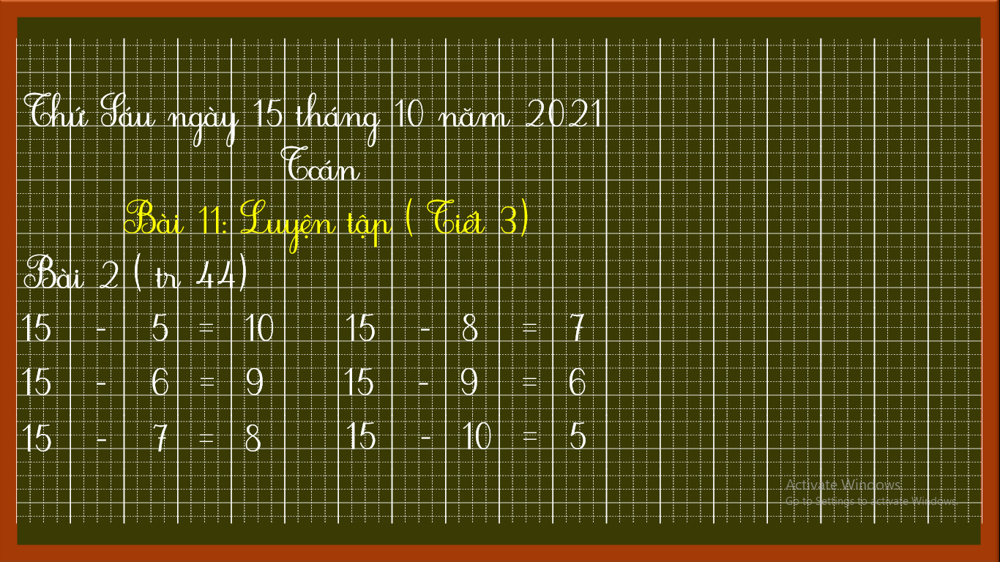 Thứ Sáu ngày 15 tháng 10 năm 2021
Toán
Bài 11: Luyện tập ( Tiết 3)
Bài 2 ( tr 44)
15 - 5 = 10 15 - 8 = 7
15 - 6 = 9 15 - 9 = 6
15 - 7 = 8 15 - 10 = 5
Activate Windows
Go to Settings to activate Windows.